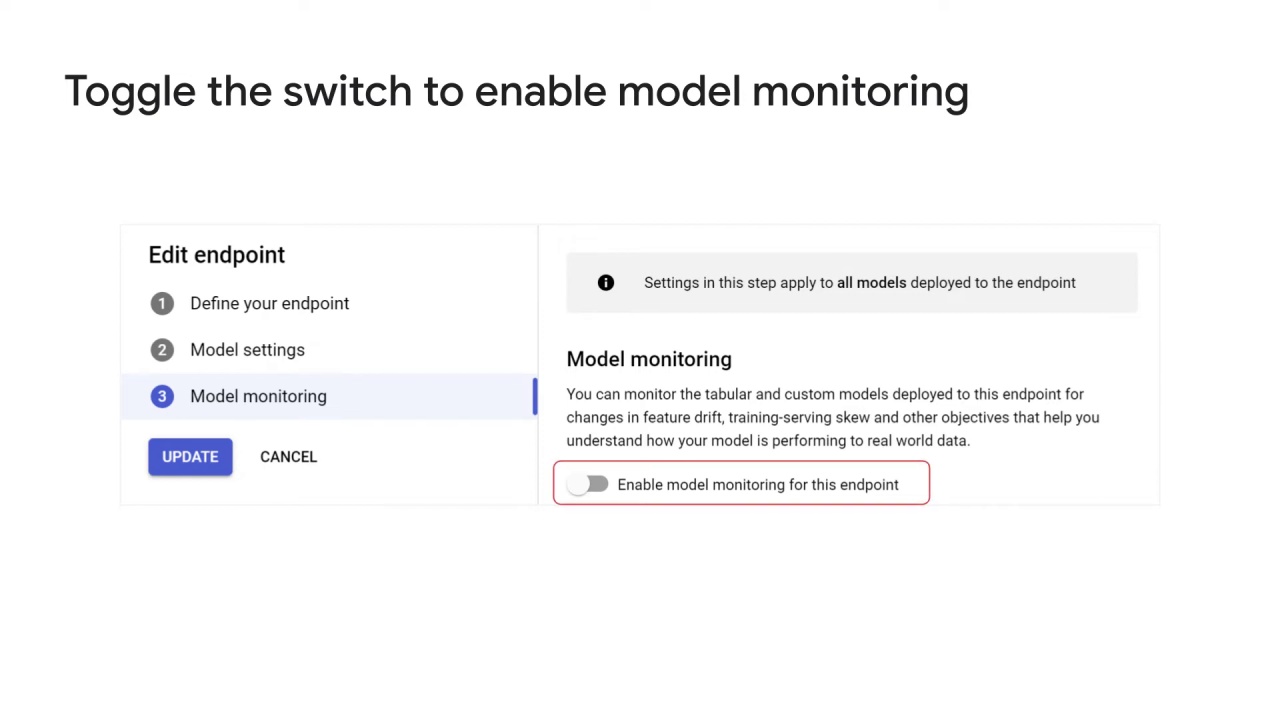 Toggle the switch to enable model monitoring
Edit endpoint
1 Define your endpoint
2 Model settings
3 Model monitoring
UPDATE CANCEL
Settings in this step apply to all models deployed to the endpoint
Model monitoring
You can monitor the tabular and custom models deployed to this endpoint for
changes in feature drift, training-serving skew and other objectives that help you
understand how your model is performing to real world data.
Enable model monitoring for this endpoint